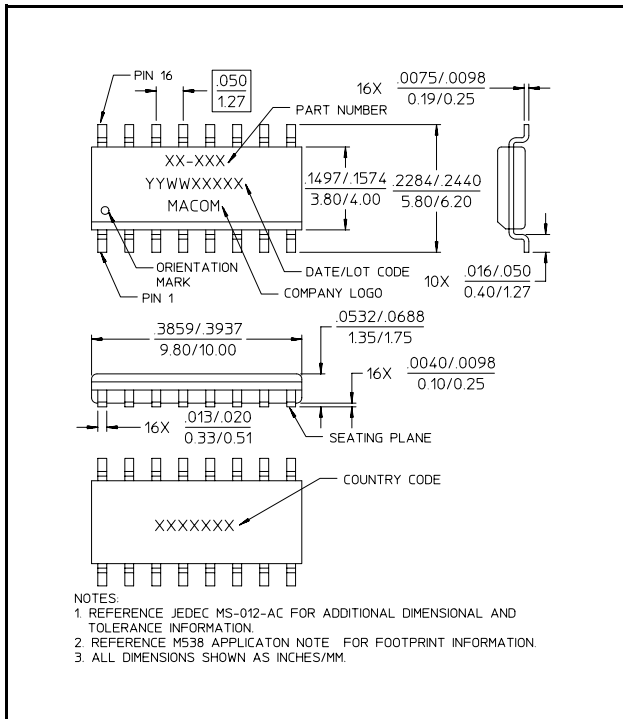 PIN 16
.050
1.27
16X .0075/.0098
0.19/0.25
PART NUMBER
XX-XXX
YYWWXXXXX
MACOM
.1497/.1574
3.80/4.00
.2284/.2440
5.80/6.20
ORIENTATION
MARK
PIN 1
DATE/LOT CODE
COMPANY LOGO
10X .016/.050
0.40/1.27
.3859/.3937
9.80/10.00
.0532/.0688
1.35/1.75
16X .0040/.0098
0.10/0.25
16X .013/.020
0.33/0.51
SEATING PLANE
COUNTRY CODE
XXXXXXX
NOTES:
1. REFERENCE JEDEC MS-012-AC FOR ADDITIONAL DIMENSIONAL AND
TOLERANCE INFORMATION.
2. REFERENCE M538 APPLICATON NOTE FOR FOOTPRINT INFORMATION.
3. ALL DIMENSIONS SHOWN AS INCHES/MM.